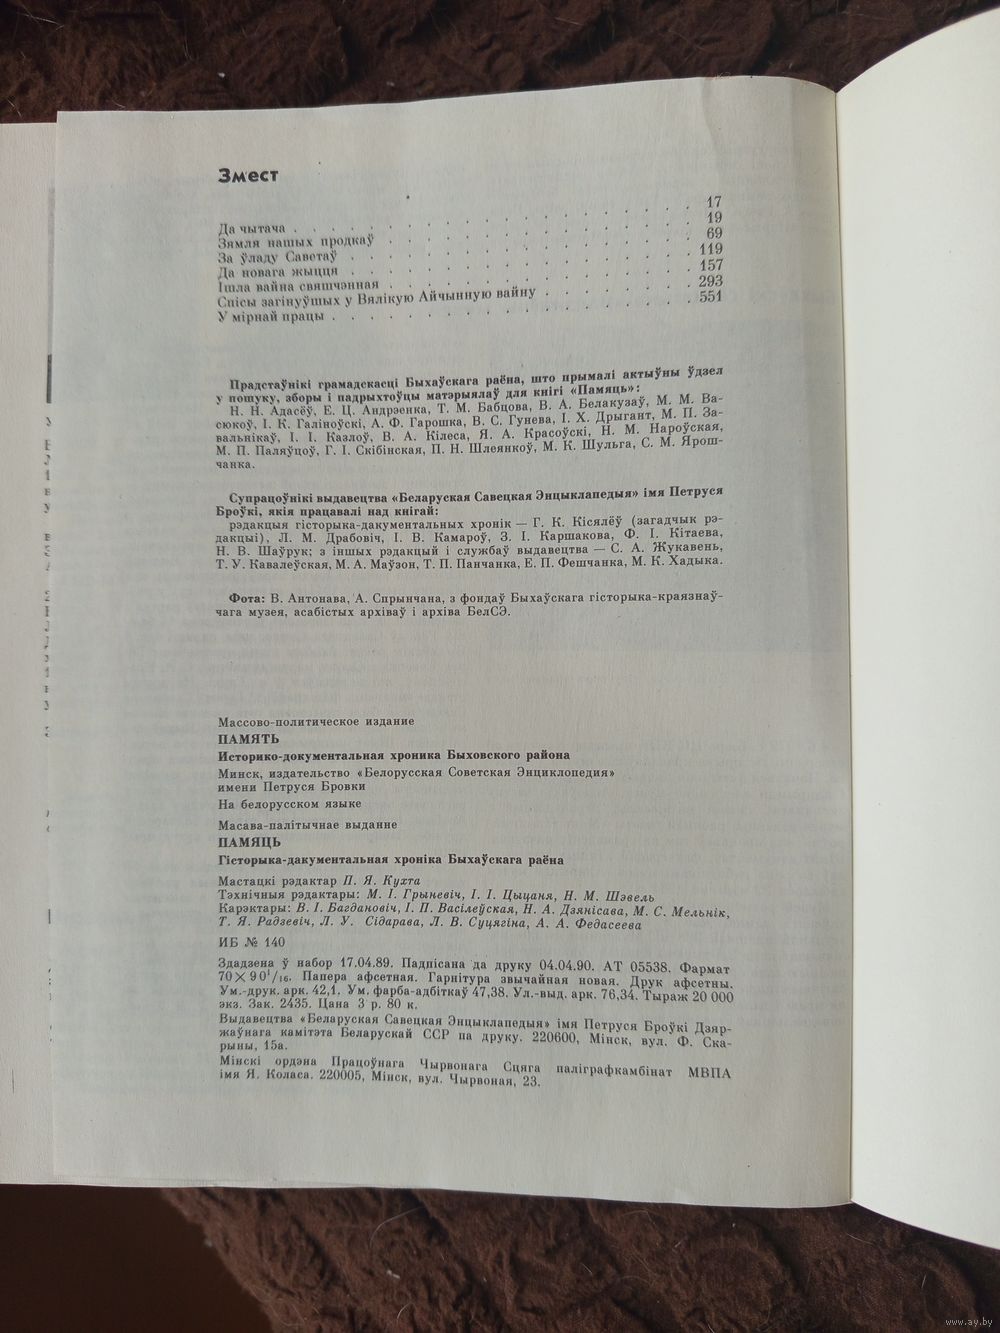 Змест
Да чытача . . . . . . . . . . . . . . . . . . 17
Зямля нашых продкаў . . . . . . . . . . . . . . 19
За ўладу Саветаў . . . . . . . . . . . . . . . . 69
Да новага жыцця . . . . . . . . . . . . . . . . 119
Ішла вайна свяшчэнная . . . . . . . . . . . . . 157
Спісы загінуўшых у Вялікую Айчынную вайну . . . . . . 293
У мірнай працы . . . . . . . . . . . . . . . . 551
Прадстаўнікі грамадскасці Быхаўскага раёна, што прымалі актыўны ўдзел
у пошуку, зборы і падрыхтоўцы матэрыялаў для кнігі «Памяць»:
Н. Н. Адасёў, Е. Ц. Андрэенка, Т. М. Бабцова, В. А. Белакузаў, М. М. Ва-
сюкоў, І. К. Галіноўскі, А. Ф. Гарошка, В. С. Гунева, І. Х. Дрыгант, М. П. За-
вальнікаў, І. І. Казлоў, В. А. Кілеса, Я. А. Красоўскі, Н. М. Нароўская,
М. П. Паляўцоў, Г. І. Скібінская, П. Н. Шлеянкоў, М. К. Шульга, С. М. Ярош-
чанка.
Супрацоўнікі выдавецтва «Беларуская Савецкая Энцыклапедыя» імя Петруся
Броўкі, якія працавалі над кнігай:
рэдакцыя гісторыка-дакументальных хронік — Г. К. Кісялёў (загадчык рэ-
дакцыі), Л. М. Драбовіч, І. В. Камароў, З. І. Каршакова, Ф. І. Кітаева,
Н. В. Шаўрук; з іншых рэдакцый і службаў выдавецтва — С. А. Жукавень,
Т. У. Кавалеўская, М. А. Маўзон, Т. П. Панчанка, Е. П. Фешчанка, М. К. Хадыка.
Фота: В. Антонава, А. Спрынчана, з фондаў Быхаўскага гісторыка-краязнаў-
чага музея, асабістых архіваў і архіва БелСЭ.
Массово-политическое издание
ПАМЯТЬ
Историко-документальная хроника Быховского района
Минск, издательство «Белорусская Советская Энциклопедия»
имени Петруся Бровки
На белорусском языке
Масава-палітычнае выданне
ПАМЯЦЬ
Гісторыка-дакументальная хроніка Быхаўскага раёна
Мастацкі рэдактар П. Я. Кухта
Тэхнічныя рэдактары: М. І. Грыневіч, І. І. Цыцаня, Н. М. Шэвель
Карэктары: В. І. Багдановіч, І. П. Васілеўская, Н. А. Дзянісава, М. С. Мельнік,
Т. Я. Радзевіч, Л. У. Сідарава, Л. В. Суцягіна, А. А. Федасеева
ИБ № 140
Здадзена ў набор 17.04.89. Падпісана да друку 04.04.90. АТ 05538. Фармат
70×90¹/₁₆. Папера афсетная. Гарнітура звычайная новая. Друк афсетны.
Ум.-друк. арк. 42,1. Ум. фарба-адбіткаў 47,38. Ул.-выд. арк. 76,34. Тыраж 20 000
экз. Зак. 2435. Цана 3 р. 80 к.
Выдавецтва «Беларуская Савецкая Энцыклапедыя» імя Петруся Броўкі Дзяр-
жаўнага камітэта Беларускай ССР па друку. 220600, Мінск, вул. Ф. Ска-
рыны, 15а.
Мінскі ордэна Працоўнага Чырвонага Сцяга паліграфкамбінат МВПА
імя Я. Коласа. 220005, Мінск, вул. Чырвоная, 23.
www.ay.by